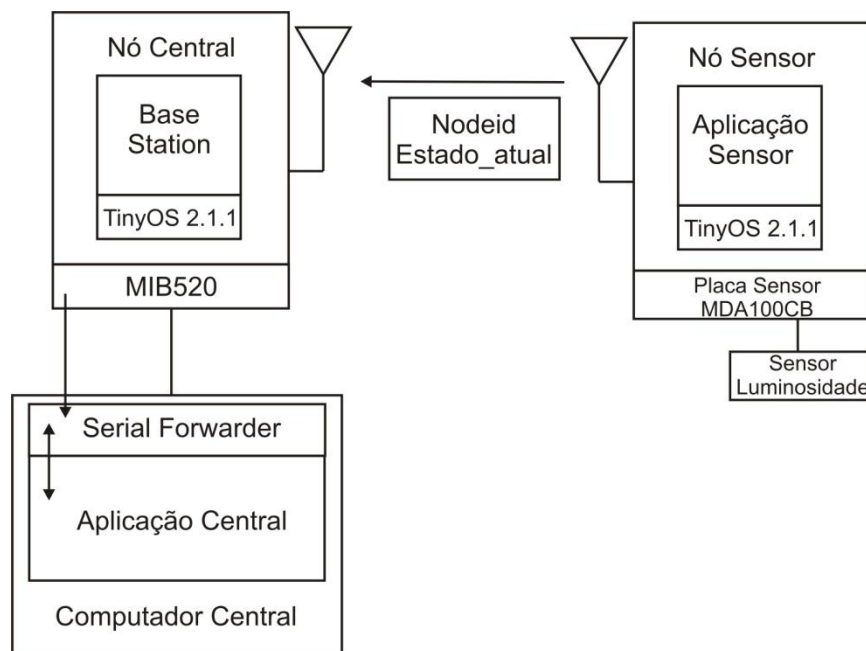 Nó Central
Base
Station
TinyOS 2.1.1
MIB520
Nodeid
Estado_atual
Nó Sensor
Aplicação
Sensor
TinyOS 2.1.1
Placa Sensor
MDA100CB
Sensor
Luminosidade
Serial Forwarder
Aplicação Central
Computador Central